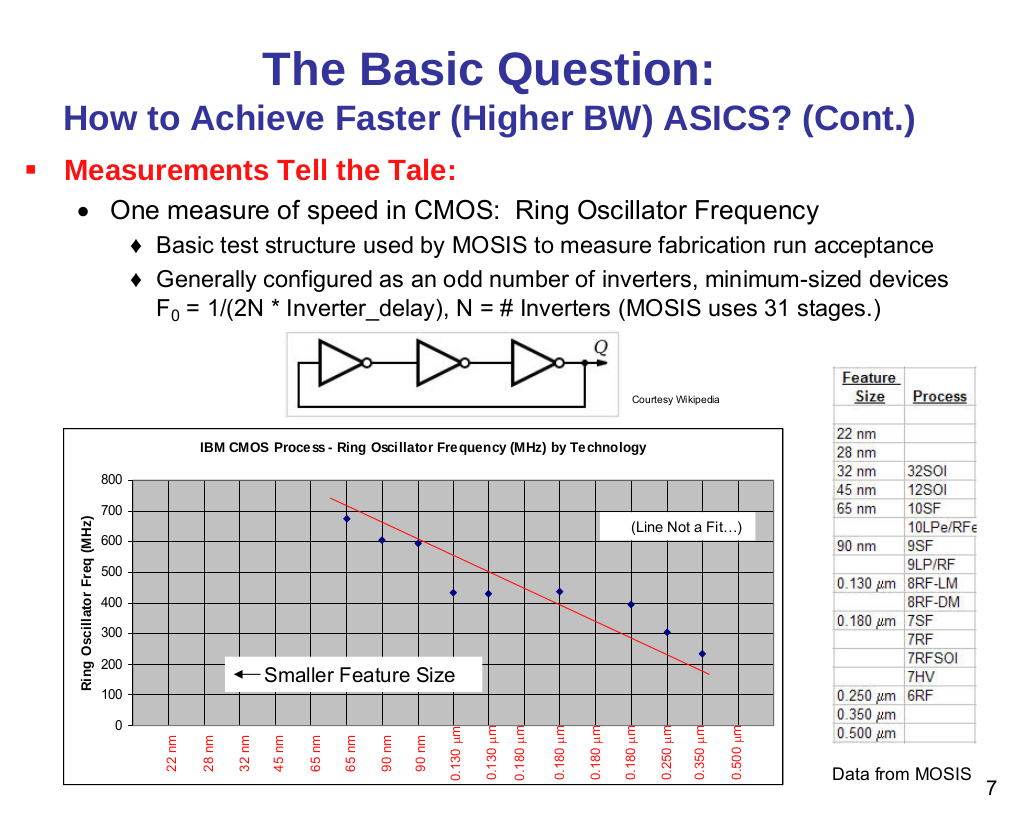 The Basic Question:
How to Achieve Faster (Higher BW) ASICS? (Cont.)
▪ Measurements Tell the Tale:
• One measure of speed in CMOS: Ring Oscillator Frequency
♦ Basic test structure used by MOSIS to measure fabrication run acceptance
♦ Generally configured as an odd number of inverters, minimum-sized devices
F0 = 1/(2N * Inverter_delay), N = # Inverters (MOSIS uses 31 stages.)
Q
Courtesy Wikipedia
IBM CMOS Process - Ring Oscillator Frequency (MHz) by Technology
Ring Oscillator Freq (MHz)
800
700
600
500
400
300
200
100
0
(Line Not a Fit…)
← Smaller Feature Size
22 nm
28 nm
32 nm
45 nm
65 nm
65 nm
90 nm
90 nm
0.130 µm
0.130 µm
0.180 µm
0.180 µm
0.180 µm
0.180 µm
0.250 µm
0.350 µm
0.500 µm
Feature
Size Process
22 nm
28 nm
32 nm 32SOI
45 nm 12SOI
65 nm 10SF
10LPe/RFe
90 nm 9SF
9LP/RF
0.130 µm 8RF-LM
8RF-DM
0.180 µm 7SF
7RF
7RFSOI
7HV
0.250 µm 6RF
0.350 µm
0.500 µm
Data from MOSIS
7